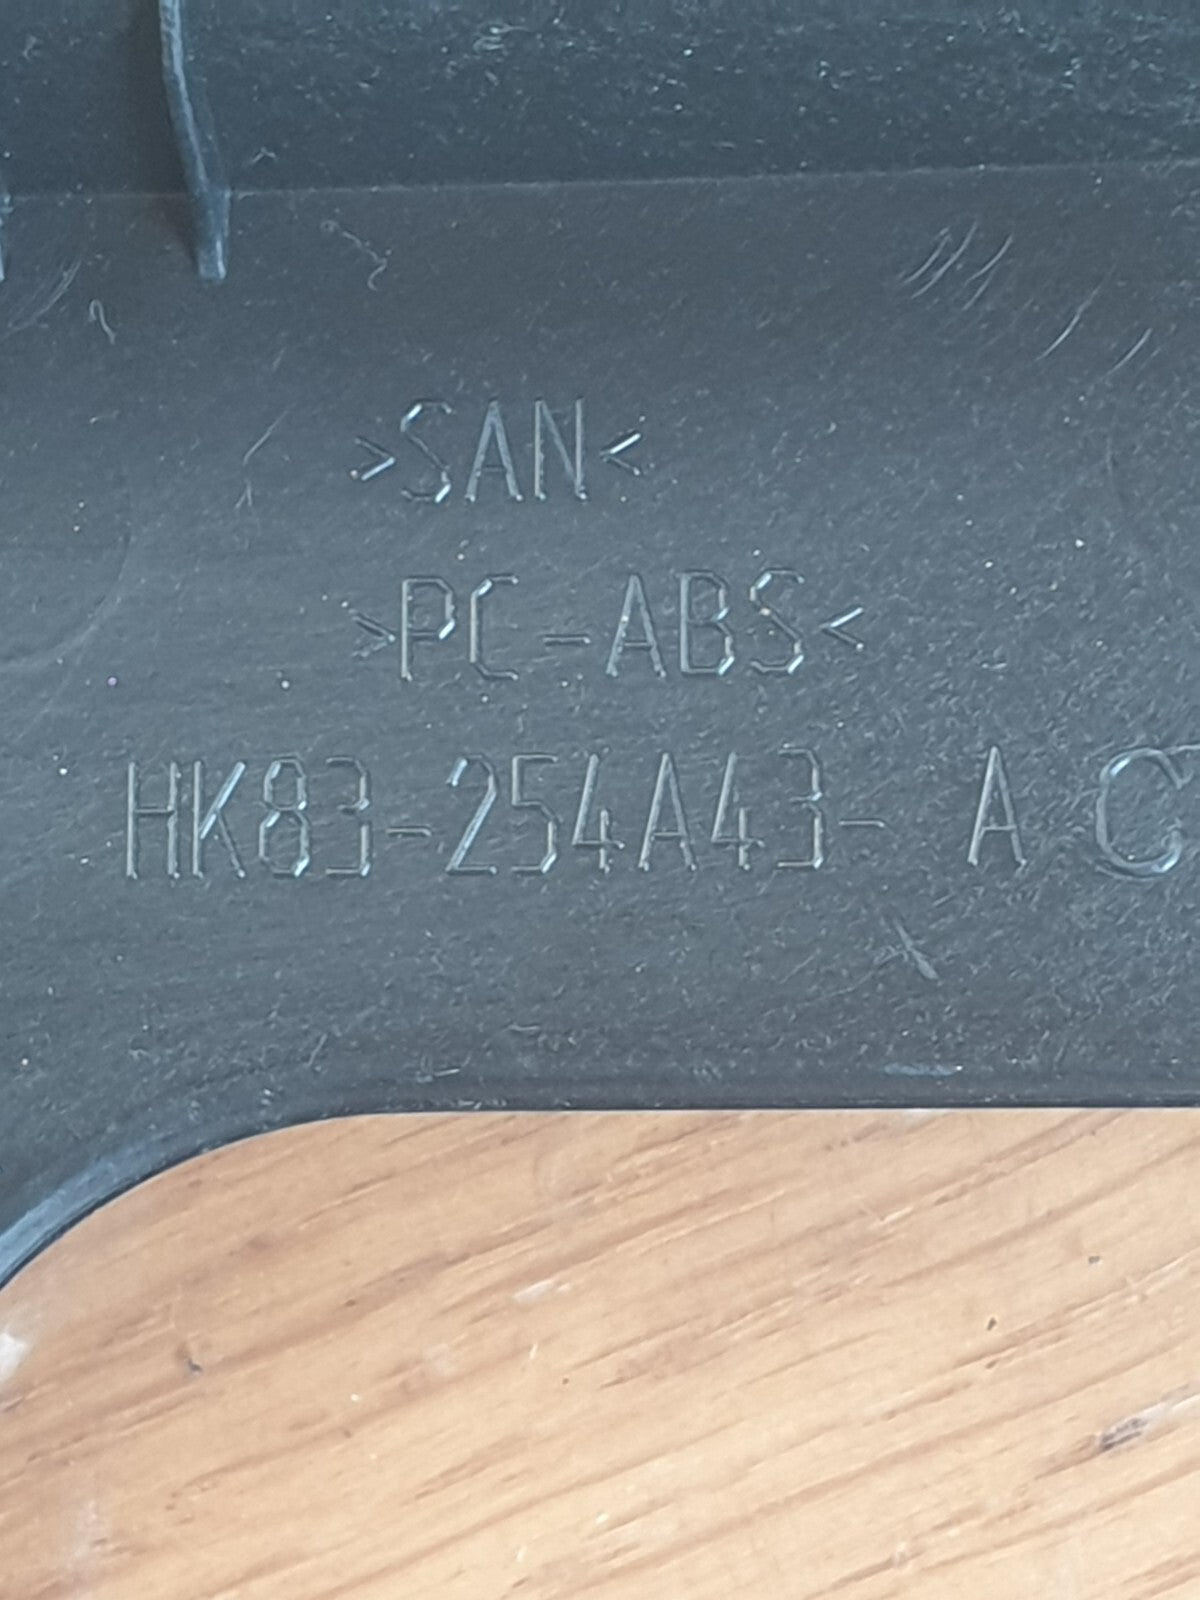 >SAN<
>PC-ABS<
HK83-254A43- A C